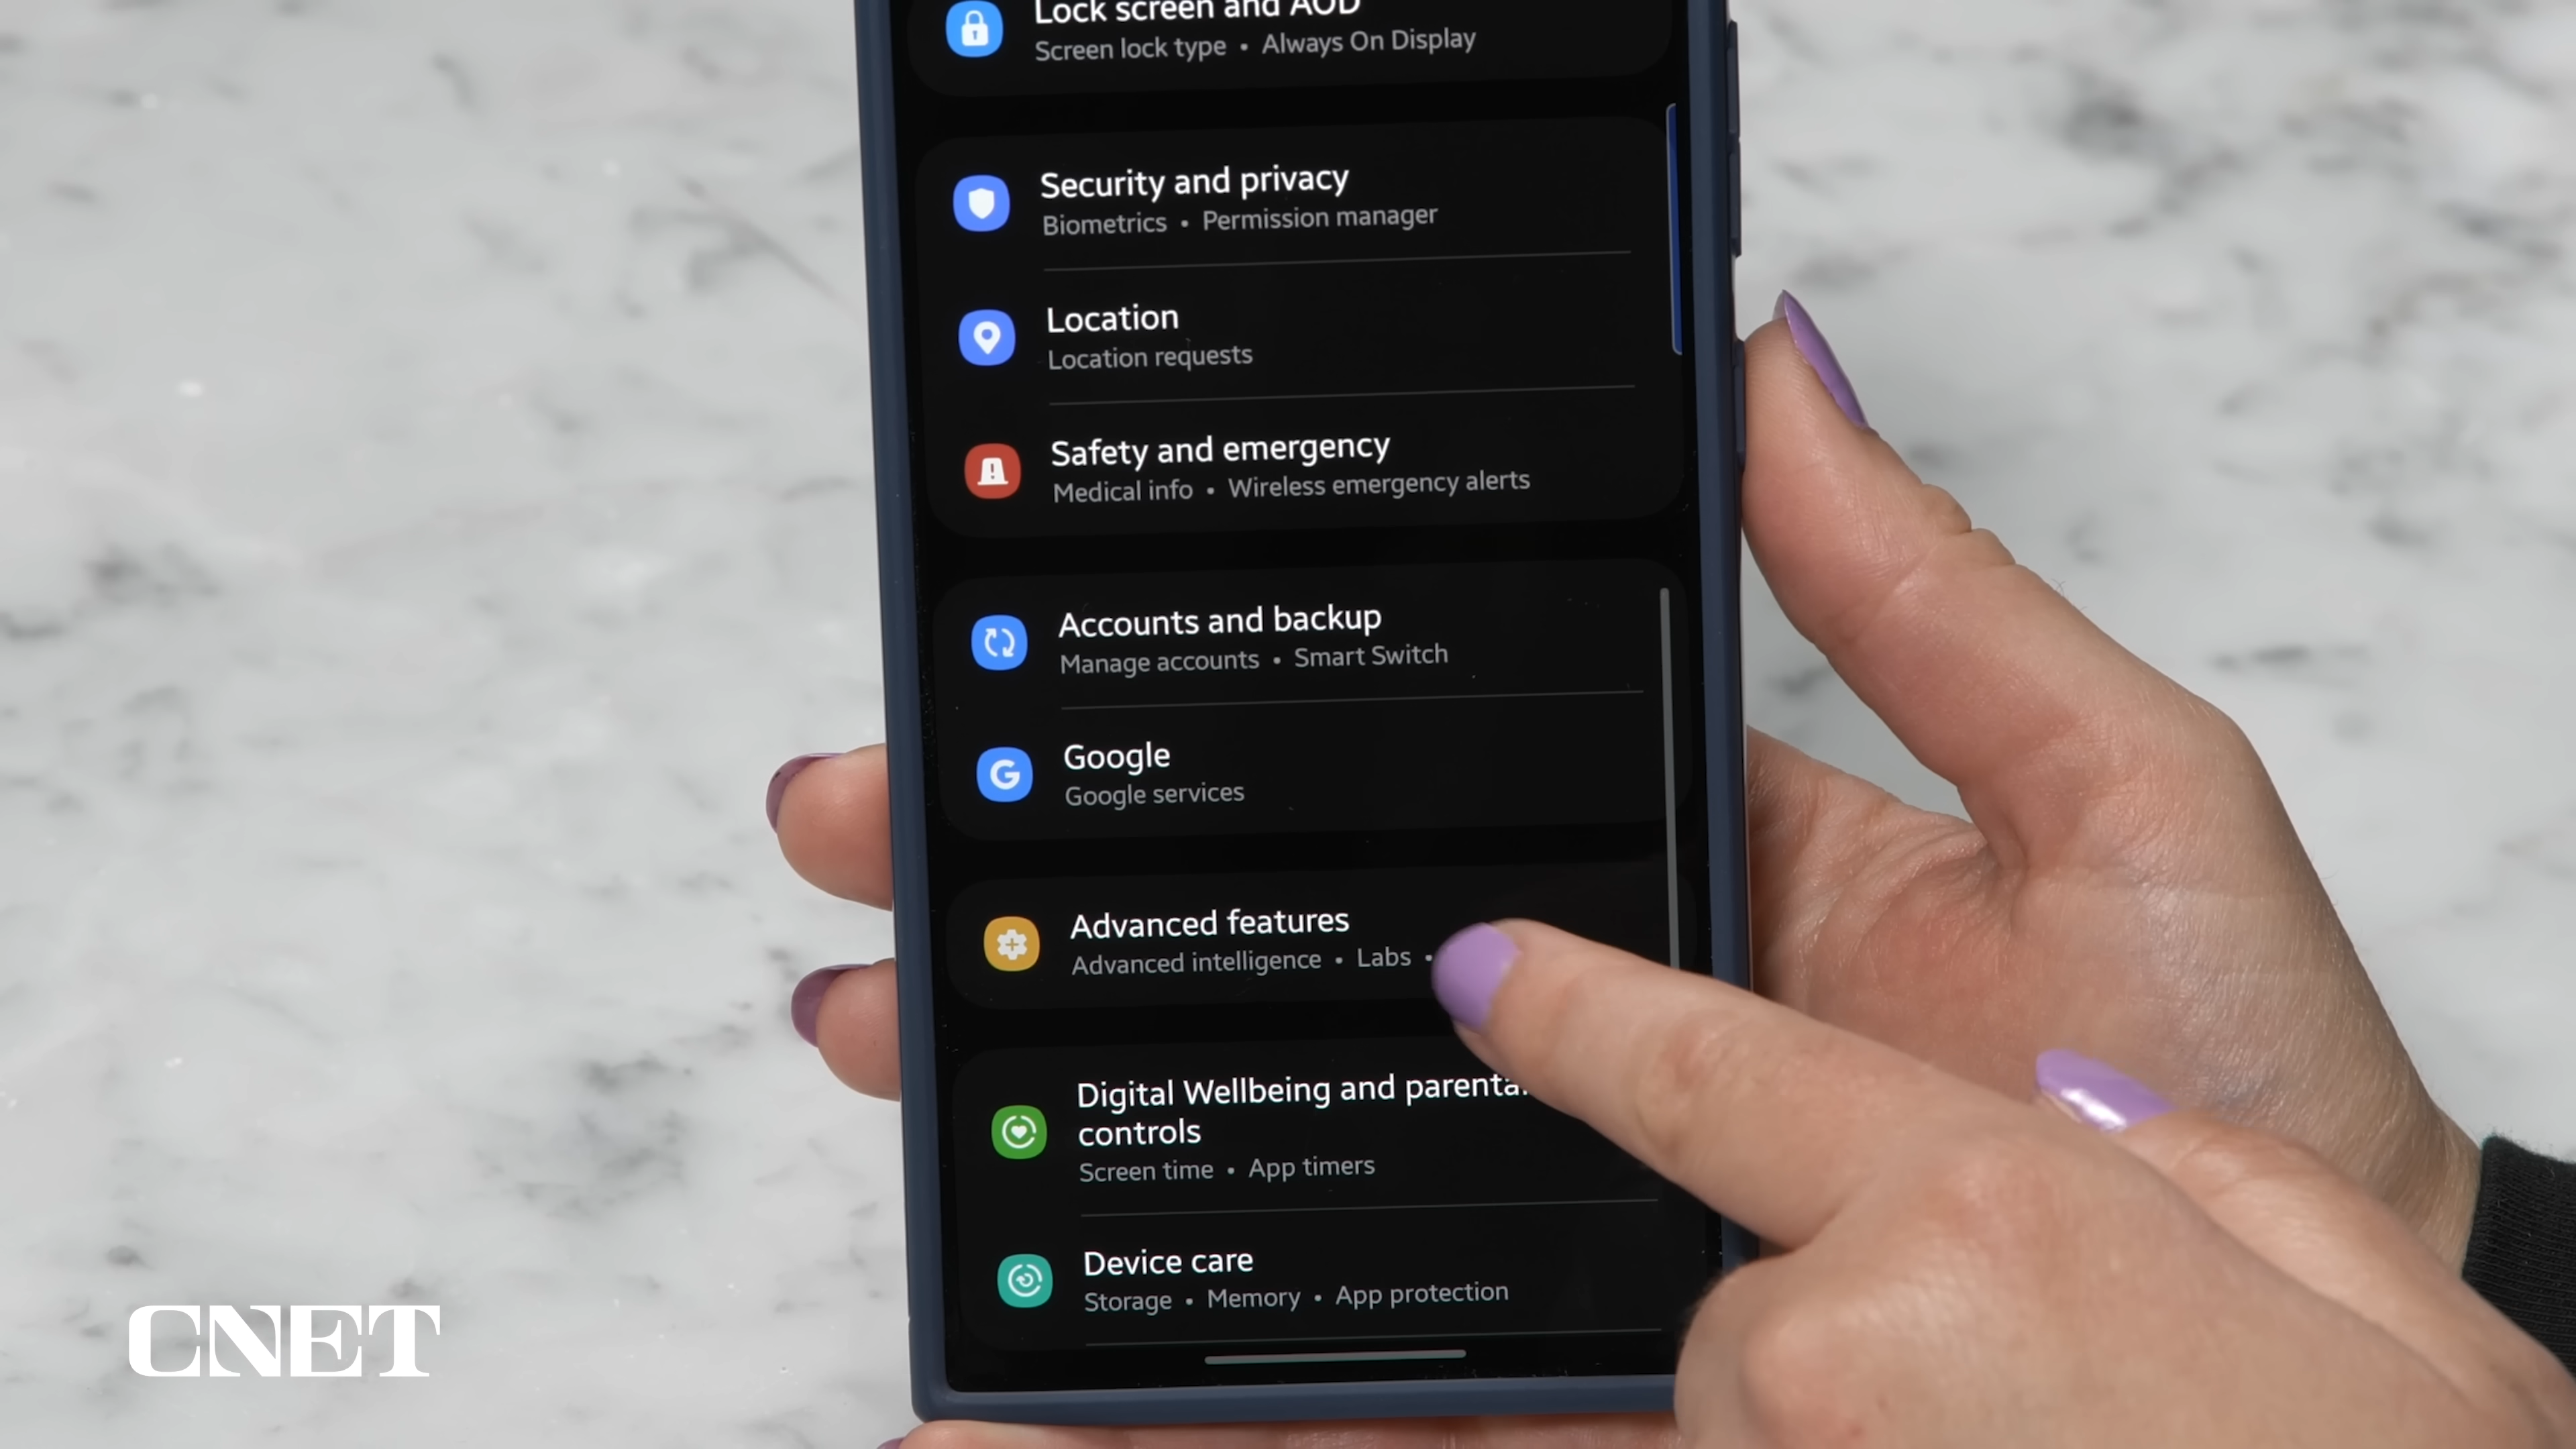 Lock screen and AOD
Screen lock type • Always On Display
Security and privacy
Biometrics • Permission manager
Location
Location requests
Safety and emergency
Medical info • Wireless emergency alerts
Accounts and backup
Manage accounts • Smart Switch
Google
Google services
Advanced features
Advanced intelligence • Labs •
Digital Wellbeing and parental
controls
Screen time • App timers
Device care
Storage • Memory • App protection
CNET